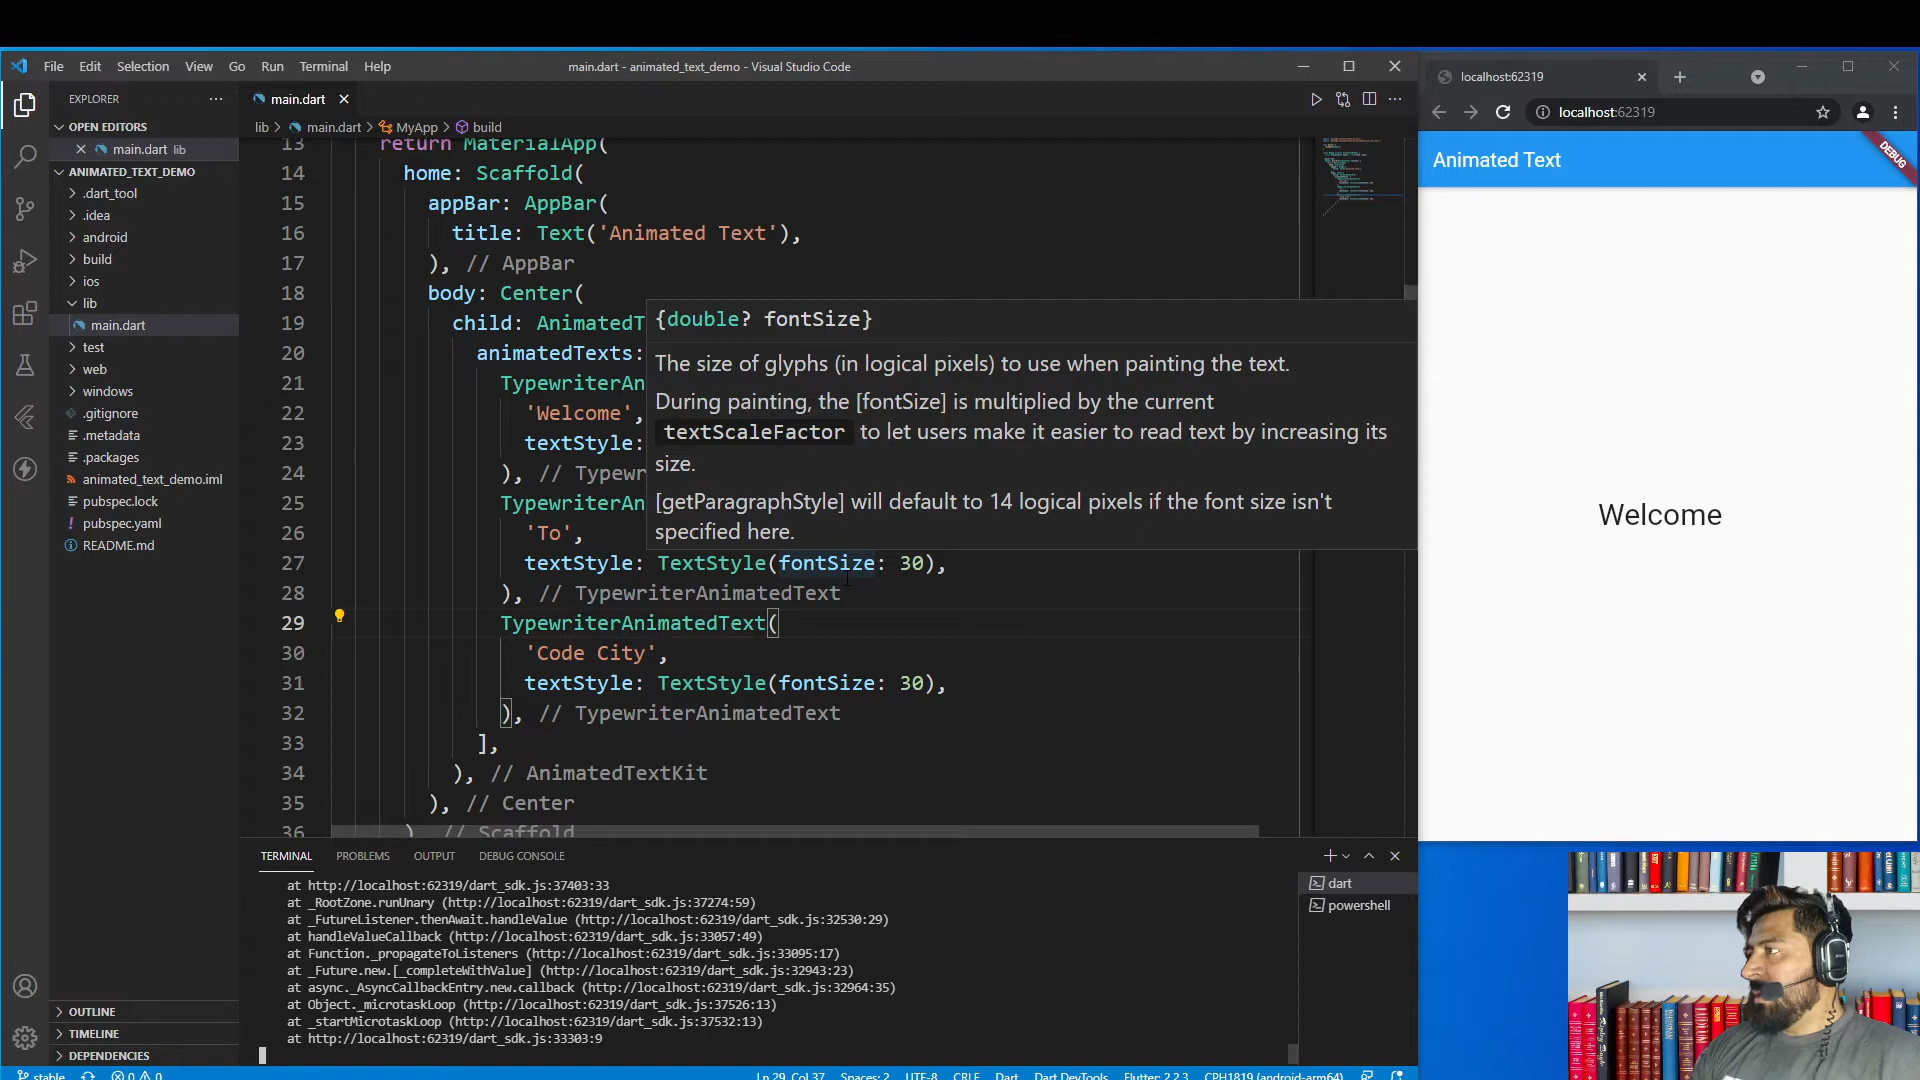 File Edit Selection View Go Run Terminal Help
main.dart - animated_text_demo - Visual Studio Code
EXPLORER
OPEN EDITORS
main.dart lib
ANIMATED_TEXT_DEMO
.dart_tool
.idea
android
build
ios
lib
main.dart
test
web
windows
.gitignore
.metadata
.packages
animated_text_demo.iml
pubspec.lock
pubspec.yaml
README.md
OUTLINE
TIMELINE
DEPENDENCIES
main.dart
lib > main.dart > MyApp > build
13 return MaterialApp(
14 home: Scaffold(
15 appBar: AppBar(
16 title: Text('Animated Text'),
17 ), // AppBar
18 body: Center(
19 child: AnimatedT
20 animatedTexts:
21 TypewriterAn
22 'Welcome',
23 textStyle:
24 ), // Typewr
25 TypewriterAn
26 'To',
27 textStyle: TextStyle(fontSize: 30),
28 ), // TypewriterAnimatedText
29 TypewriterAnimatedText(
30 'Code City',
31 textStyle: TextStyle(fontSize: 30),
32 ), // TypewriterAnimatedText
33 ],
34 ), // AnimatedTextKit
35 ), // Center
36 ) // Scaffold
{double? fontSize}
The size of glyphs (in logical pixels) to use when painting the text.
During painting, the [fontSize] is multiplied by the current
textScaleFactor to let users make it easier to read text by increasing its
size.
[getParagraphStyle] will default to 14 logical pixels if the font size isn't
specified here.
TERMINAL PROBLEMS OUTPUT DEBUG CONSOLE
at http://localhost:62319/dart_sdk.js:37403:33
at _RootZone.runUnary (http://localhost:62319/dart_sdk.js:37274:59)
at _FutureListener.thenAwait.handleValue (http://localhost:62319/dart_sdk.js:32530:29)
at handleValueCallback (http://localhost:62319/dart_sdk.js:33057:49)
at Function._propagateToListeners (http://localhost:62319/dart_sdk.js:33095:17)
at _Future.new.[_completeWithValue] (http://localhost:62319/dart_sdk.js:32943:23)
at async._AsyncCallbackEntry.new.callback (http://localhost:62319/dart_sdk.js:32964:35)
at Object._microtaskLoop (http://localhost:62319/dart_sdk.js:37526:13)
at _startMicrotaskLoop (http://localhost:62319/dart_sdk.js:37532:13)
at http://localhost:62319/dart_sdk.js:33303:9
dart
powershell
stable 0 0 Ln 29, Col 37 Spaces: 2 UTF-8 CRLF Dart Dart DevTools Flutter: 2.2.3 CPH1819 (android-arm64)
localhost:62319
localhost:62319
Animated Text
DEBUG
Welcome